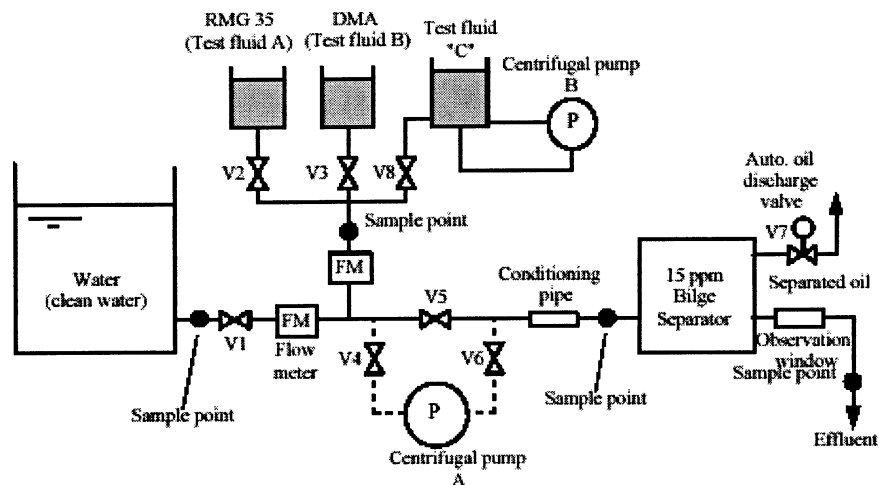 RMG 35
(Test fluid A)
DMA
(Test fluid B)
Test fluid
"C"
Centrifugal pump
B
P
V2
V3
V8
Sample point
FM
Auto. oil
discharge
valve
V7
Water
(clean water)
15 ppm
Bilge
Separator
Separated oil
Conditioning
pipe
V5
V1
FM
Flow
meter
V4
V6
Observation
window
Sample point
Sample point
Sample point
P
Centrifugal pump
A
Effluent